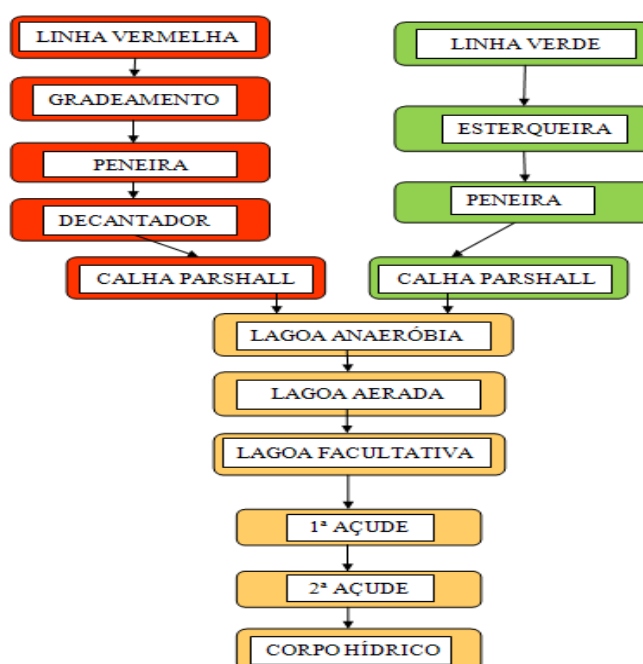 LINHA VERMELHA
GRADEAMENTO
PENEIRA
DECANTADOR
CALHA PARSHALL
LINHA VERDE
ESTERQUEIRA
PENEIRA
CALHA PARSHALL
LAGOA ANAERÓBIA
LAGOA AERADA
LAGOA FACULTATIVA
1ª AÇUDE
2ª AÇUDE
CORPO HÍDRICO